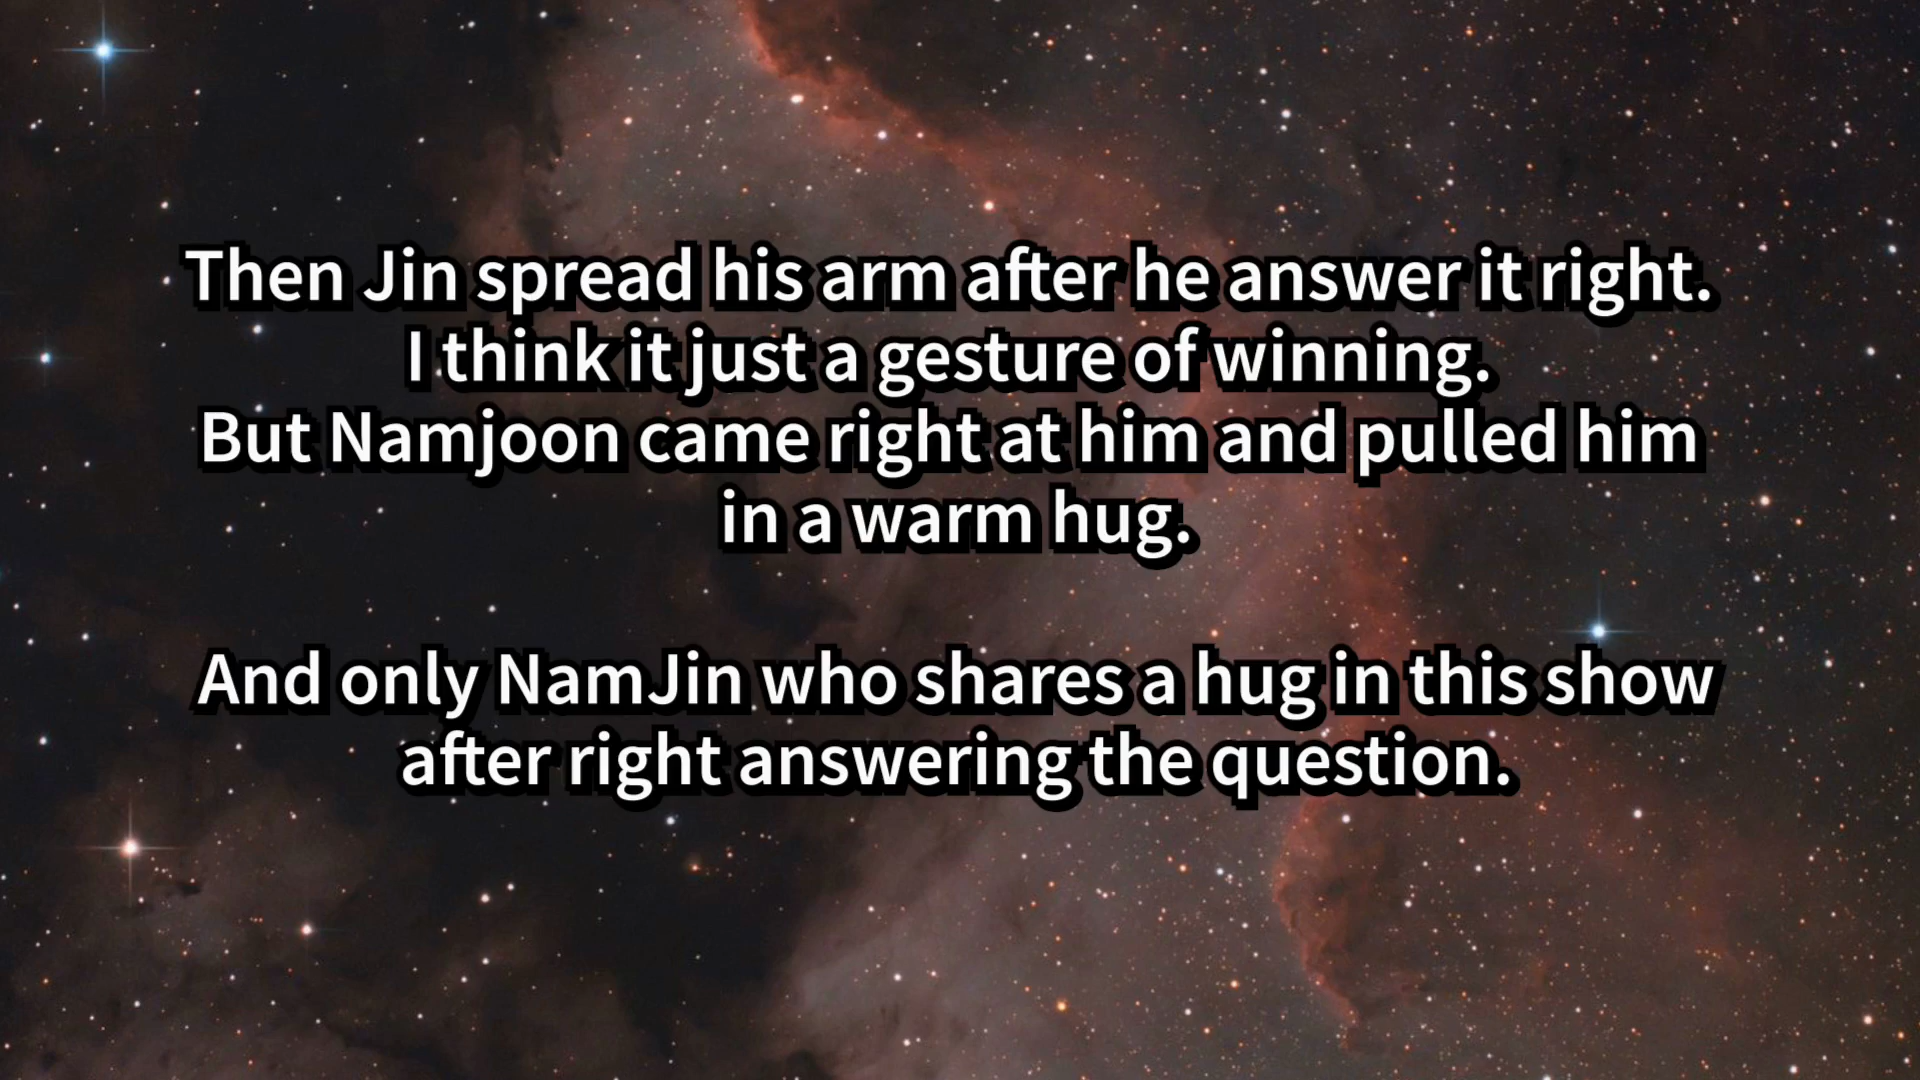 Then Jin spread his arm after he answer it right.
I think it just a gesture of winning.
But Namjoon came right at him and pulled him
in a warm hug.
And only NamJin who shares a hug in this show
after right answering the question.